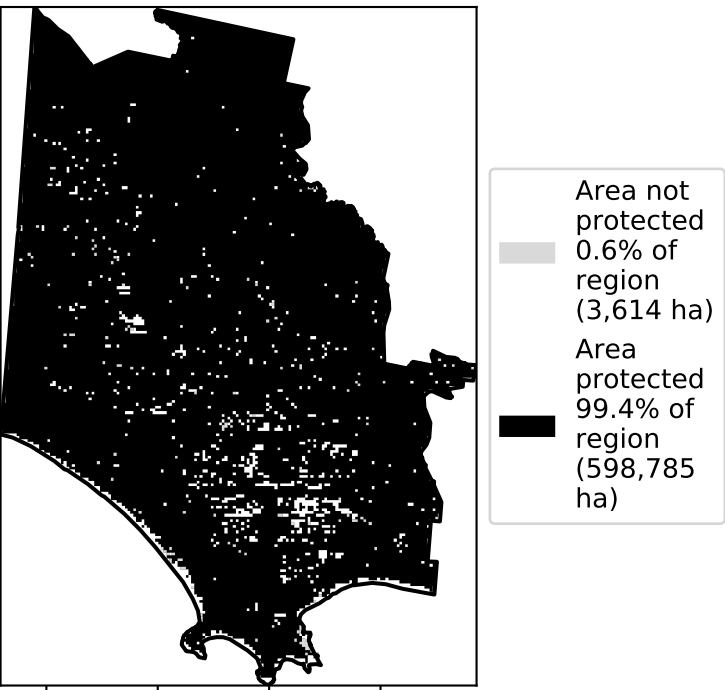 Area not
protected
0.6% of
region
(3,614 ha)
Area
protected
99.4% of
region
(598,785
ha)